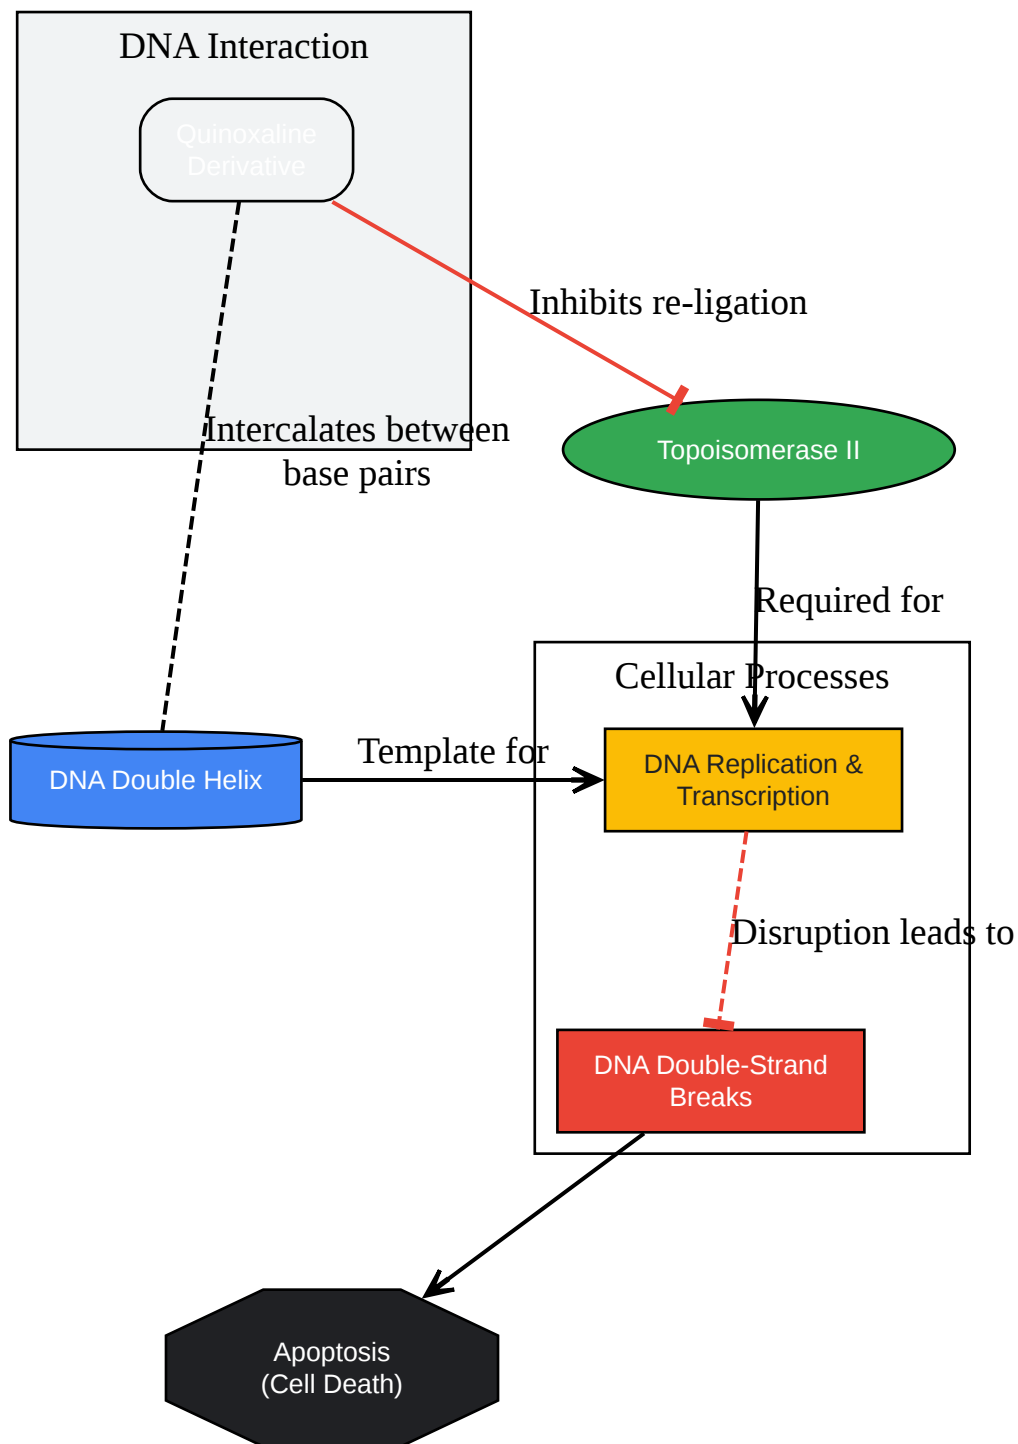 DNA Interaction
Quinoxaline
Derivative
Inhibits re-ligation
Intercalates between
base pairs
Topoisomerase II
Required for
Cellular Processes
Template for
DNA Double Helix
DNA Replication &
Transcription
Disruption leads to
DNA Double-Strand
Breaks
Apoptosis
(Cell Death)